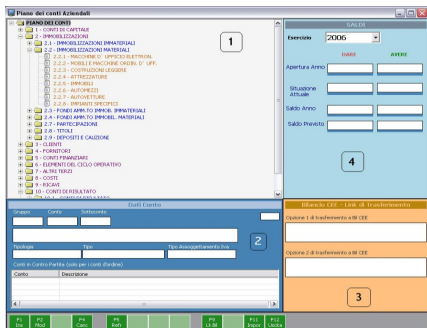 Piano dei conti Aziendali
PIANO DEI CONTI
1 - CONTI DI CAPITALE
2 - IMMOBILIZZAZIONI
2.1 - IMMOBILIZZAZIONI IMMATERIALI
2.2 - IMMOBILIZZAZIONI MATERIALI
2.2.1 - MACCHINE D' UFFICIO ELETTRON.
2.2.2 - MOBILI E MACCHINE ORDIN. D' UFF.
2.2.3 - COSTRUZIONI LEGGERE
2.2.4 - ATTREZZATURE
2.2.5 - IMMOBILI
2.2.6 - AUTOMEZZI
2.2.7 - AUTOVETTURE
2.2.8 - IMPIANTI SPECIFICI
2.3 - FONDI AMM.TO IMMOB. IMMATERIALI
2.4 - FONDI AMM.TO IMMOBIL. MATERIALI
2.7 - PARTECIPAZIONI
2.8 - TITOLI
2.9 - DEPOSITI E CAUZIONE
3 - CLIENTI
4 - FORNITORI
5 - CONTI FINANZIARI
6 - ELEMENTI DEL CICLO OPERATIVO
7 - ALTRI TERZI
8 - COSTI
9 - RICAVI
10 - CONTI DI RISULTATO
1
SALDI
Esercizio 2006
DARE AVERE
Apertura Anno
Situazione Attuale
Saldo Anno
Saldo Previsto
4
Dati Conto
Gruppo Conto Sottoconto
2
Tipologia Tipo Tipo Assoggettamento Iva
Conti in Contro Partita (solo per i conti d'ordine)
Conto Descrizione
Bilancio CEE - Link di Trasferimento
Opzione 1 di trasferimento a Bil CEE
Opzione 2 di trasferimento a Bil CEE
3
F1 Ins
F2 Mod
F4 Canc
F5 Refr
F9
F11 Impor
F12 Uscita